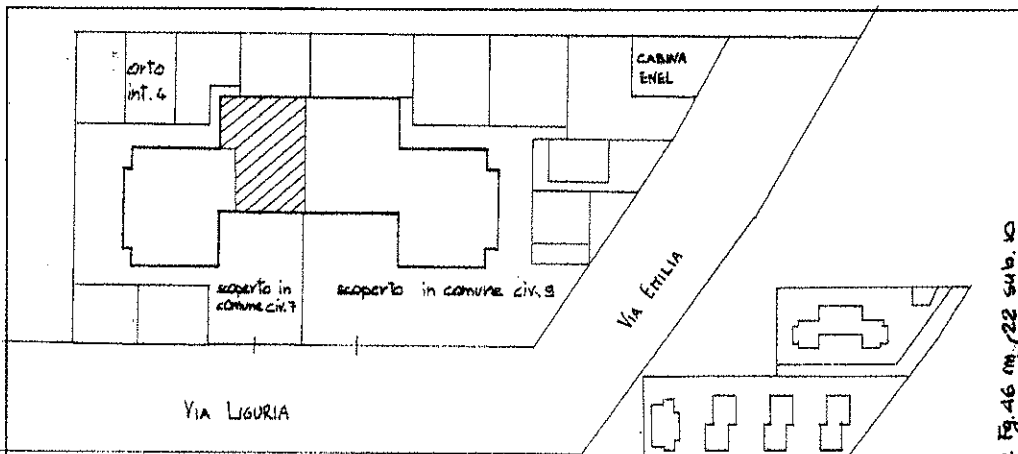 orto
int. 4
CABINA
ENEL
scoperto in
comune civ. 7
scoperto in comune civ. 9
VIA EMILIA
VIA LIGURIA
Fg. 46 m. 122 sub. 10